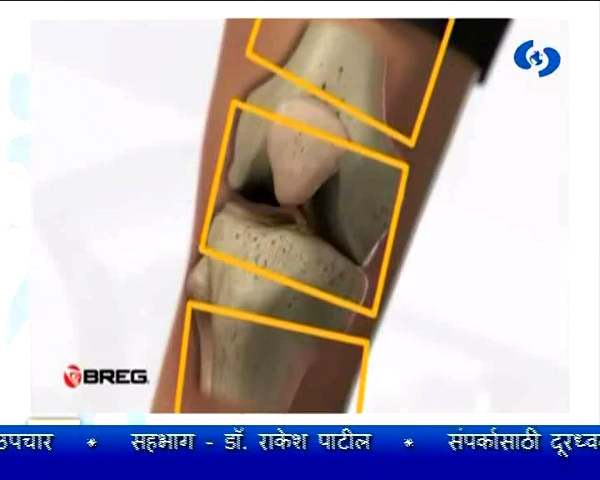 BREG
उपचार * सहभाग - डॉ. राकेश पाटील * संपर्कासाठी